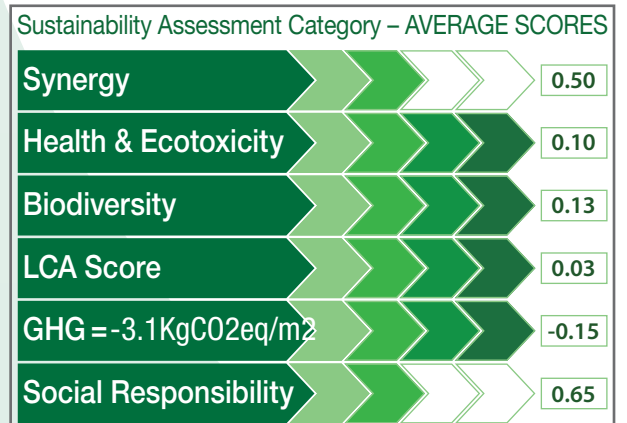 Sustainability Assessment Category – AVERAGE SCORES
Synergy 0.50
Health & Ecotoxicity 0.10
Biodiversity 0.13
LCA Score 0.03
GHG = -3.1KgCO2eq/m2 -0.15
Social Responsibility 0.65